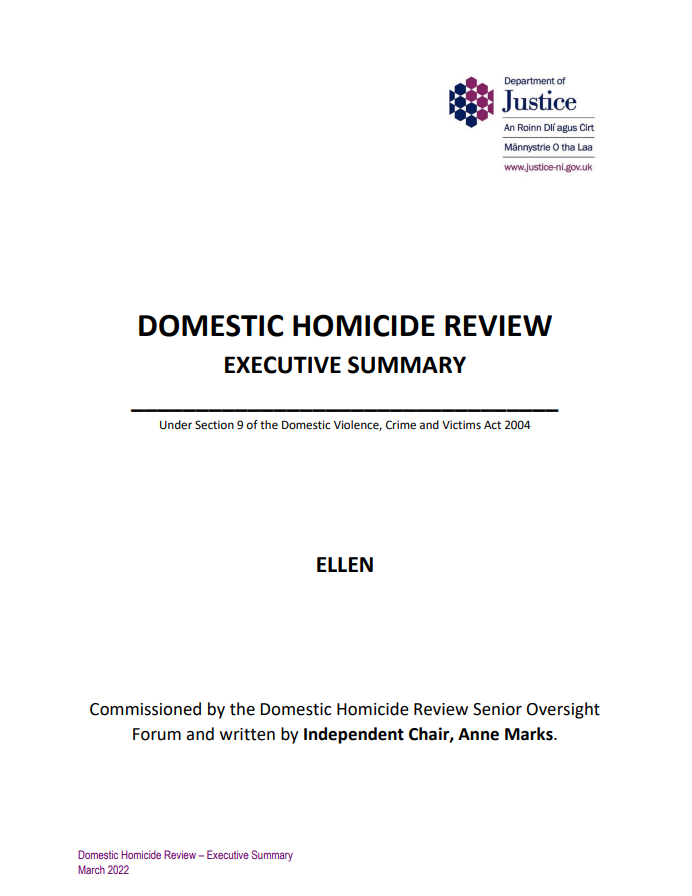 Department of
Justice
An Roinn Dlí agus Cirt
Männystrie O tha Laa
www.justice-ni.gov.uk
DOMESTIC HOMICIDE REVIEW
EXECUTIVE SUMMARY
Under Section 9 of the Domestic Violence, Crime and Victims Act 2004
ELLEN
Commissioned by the Domestic Homicide Review Senior Oversight
Forum and written by Independent Chair, Anne Marks.
Domestic Homicide Review – Executive Summary
March 2022